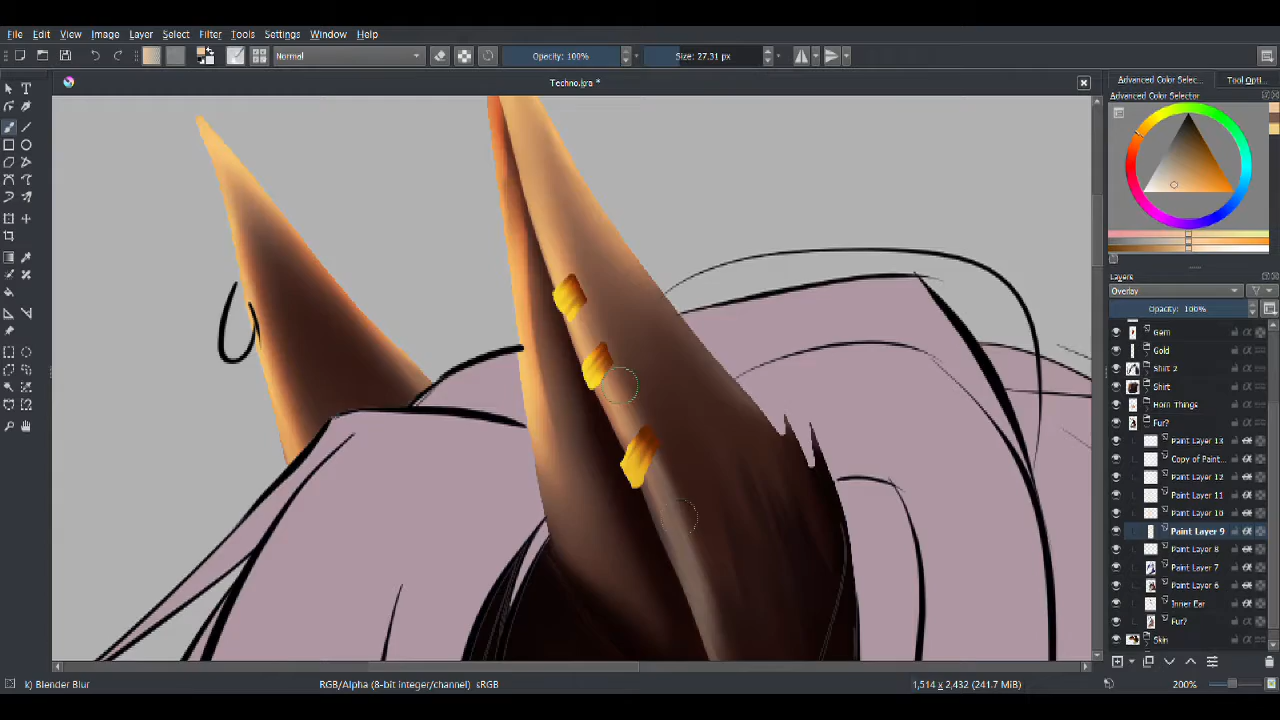 File Edit View Image Layer Select Filter Tools Settings Window Help
Normal Opacity: 100% Size: 27.31 px
Techno.kra *
Advanced Color Selec... Tool Opti...
Advanced Color Selector
Layers
Overlay
Opacity: 100%
Gem
Gold
Shirt 2
Shirt
Horn Things
Fur?
Paint Layer 13
Copy of Paint...
Paint Layer 12
Paint Layer 11
Paint Layer 10
Paint Layer 9
Paint Layer 8
Paint Layer 7
Paint Layer 6
Inner Ear
Fur?
Skin
k) Blender Blur RGB/Alpha (8-bit integer/channel) sRGB 1,514 x 2,432 (241.7 MiB) 200%